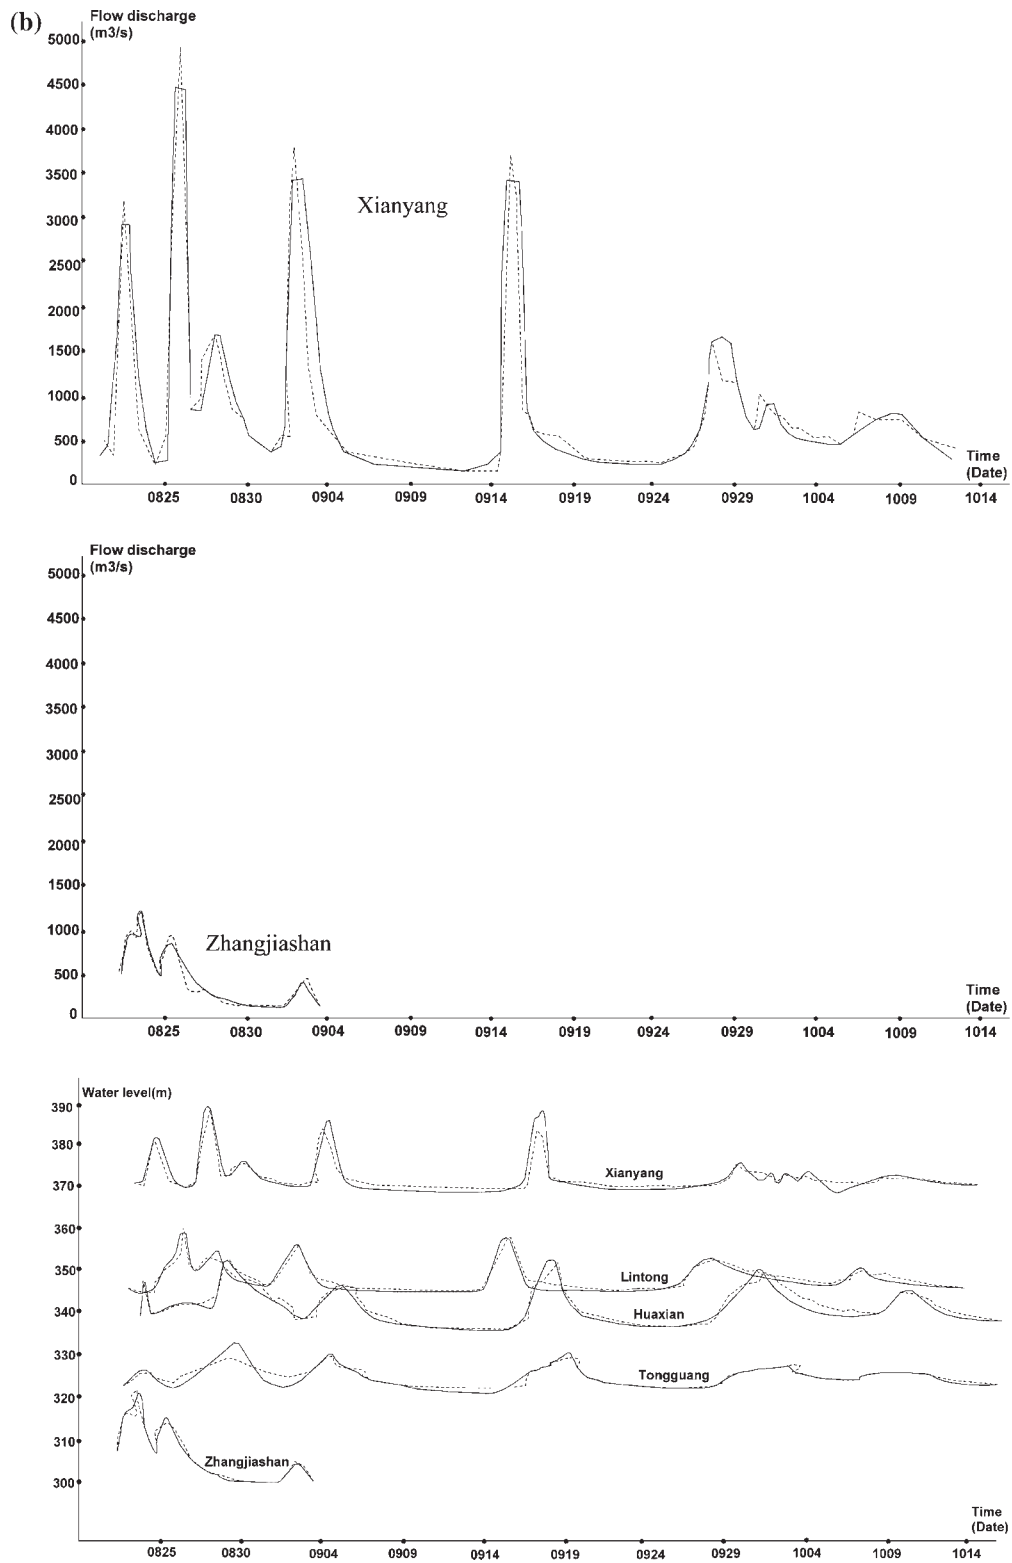 (b)
Flow discharge
(m3/s)
5000
4500
4000
3500
3000
2500
2000
1500
1000
500
0
Xianyang
Time
(Date)
0825 0830 0904 0909 0914 0919 0924 0929 1004 1009 1014
Flow discharge
(m3/s)
5000
4500
4000
3500
3000
2500
2000
1500
1000
500
0
Zhangjiashan
Time
(Date)
0825 0830 0904 0909 0914 0919 0924 0929 1004 1009 1014
Water level(m)
390
380
370
360
350
340
330
320
310
300
Xianyang
Lintong
Huaxian
Tongguang
Zhangjiashan
Time
(Date)
0825 0830 0904 0909 0914 0919 0924 0929 1004 1009 1014